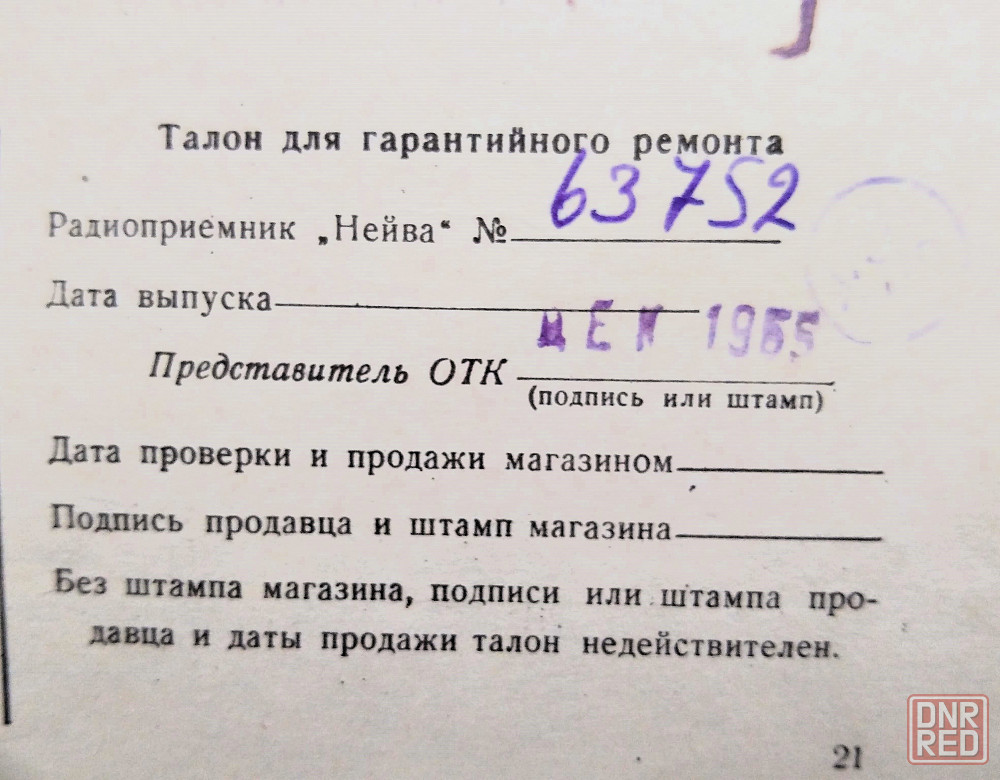 Талон для гарантийного ремонта
Радиоприемник „Нейва“ № 63752
Дата выпуска
ДЕК 1965
Представитель ОТК
(подпись или штамп)
Дата проверки и продажи магазином
Подпись продавца и штамп магазина
Без штампа магазина, подписи или штампа про-
давца и даты продажи талон недействителен.
21
DNR
RED